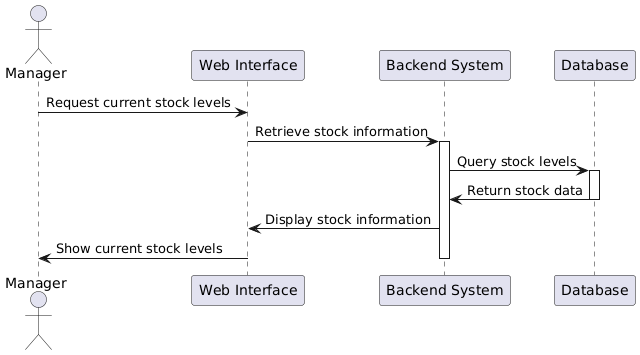 Manager
Web Interface
Backend System
Database
Request current stock levels
Retrieve stock information
Query stock levels
Return stock data
Display stock information
Show current stock levels
Manager
Web Interface
Backend System
Database